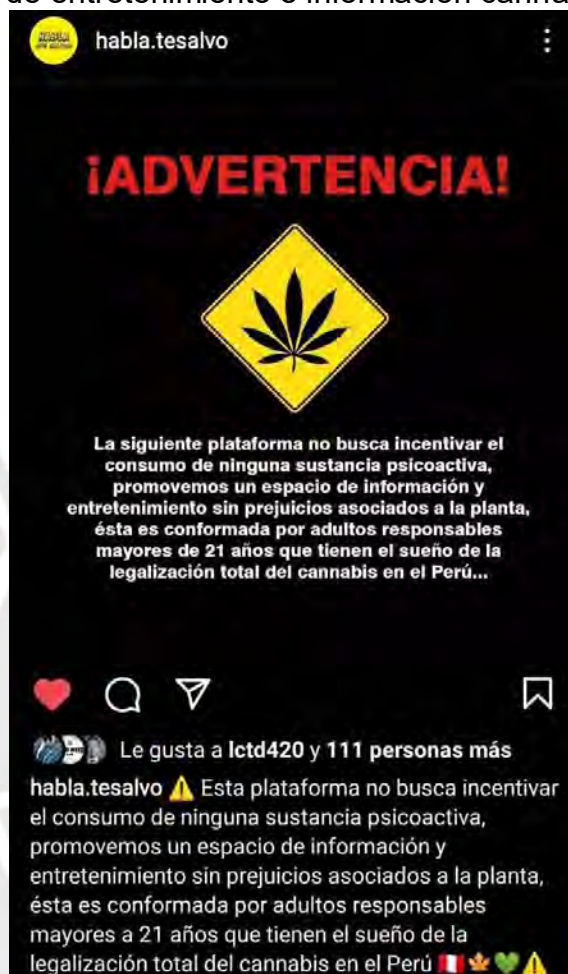 de entretenimiento e información canna
habla.tesalvo
¡ADVERTENCIA!
La siguiente plataforma no busca incentivar el
consumo de ninguna sustancia psicoactiva,
promovemos un espacio de información y
entretenimiento sin prejuicios asociados a la planta,
ésta es conformada por adultos responsables
mayores de 21 años que tienen el sueño de la
legalización total del cannabis en el Perú...
Le gusta a lctd420 y 111 personas más
habla.tesalvo ⚠️ Esta plataforma no busca incentivar
el consumo de ninguna sustancia psicoactiva,
promovemos un espacio de información y
entretenimiento sin prejuicios asociados a la planta,
ésta es conformada por adultos responsables
mayores a 21 años que tienen el sueño de la
legalización total del cannabis en el Perú 🇵🇪🍁💚⚠️